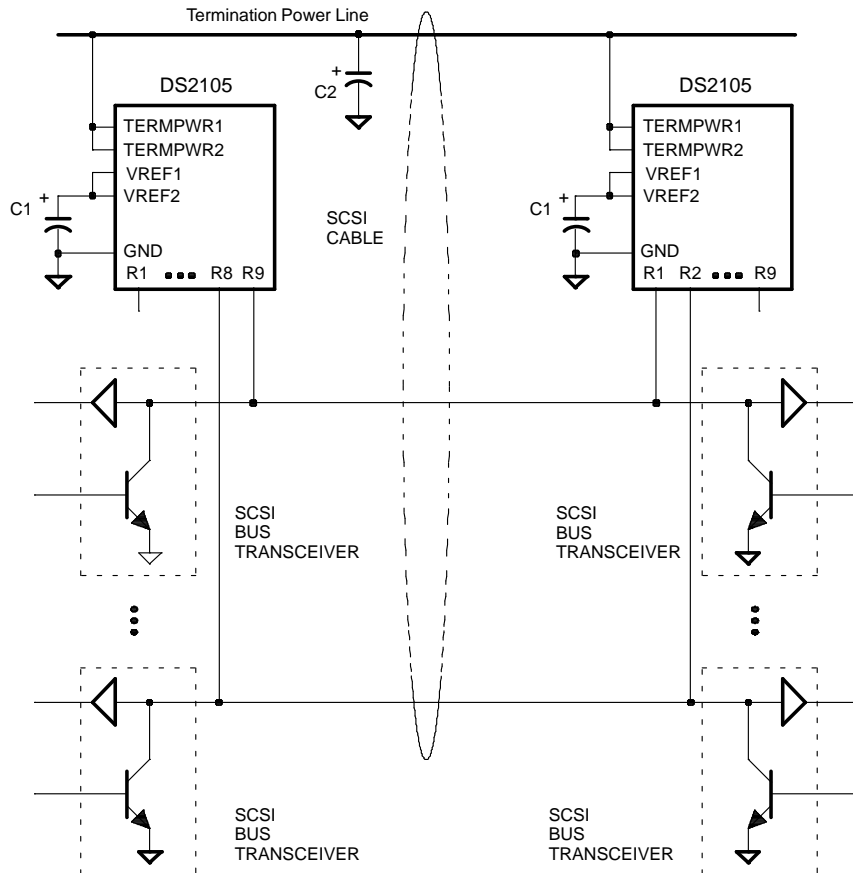 Termination Power Line
DS2105
TERMPWR1
TERMPWR2
VREF1
VREF2
GND
R1 ••• R8 R9
+
C1
+
C2
SCSI
CABLE
DS2105
TERMPWR1
TERMPWR2
VREF1
VREF2
GND
R1 R2 ••• R9
+
C1
SCSI
BUS
TRANSCEIVER
SCSI
BUS
TRANSCEIVER
SCSI
BUS
TRANSCEIVER
SCSI
BUS
TRANSCEIVER